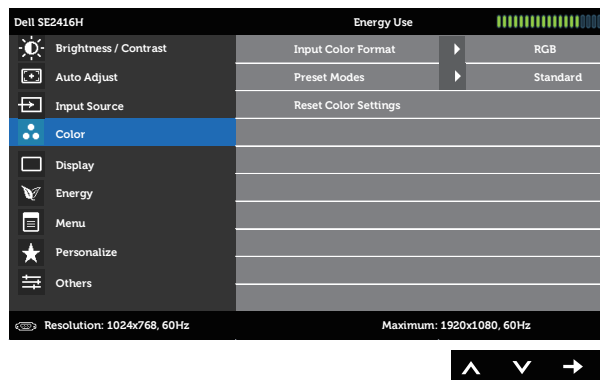 Dell SE2416H Energy Use
Brightness / Contrast Input Color Format RGB
Auto Adjust Preset Modes Standard
Input Source Reset Color Settings
Color
Display
Energy
Menu
Personalize
Others
Resolution: 1024x768, 60Hz Maximum: 1920x1080, 60Hz